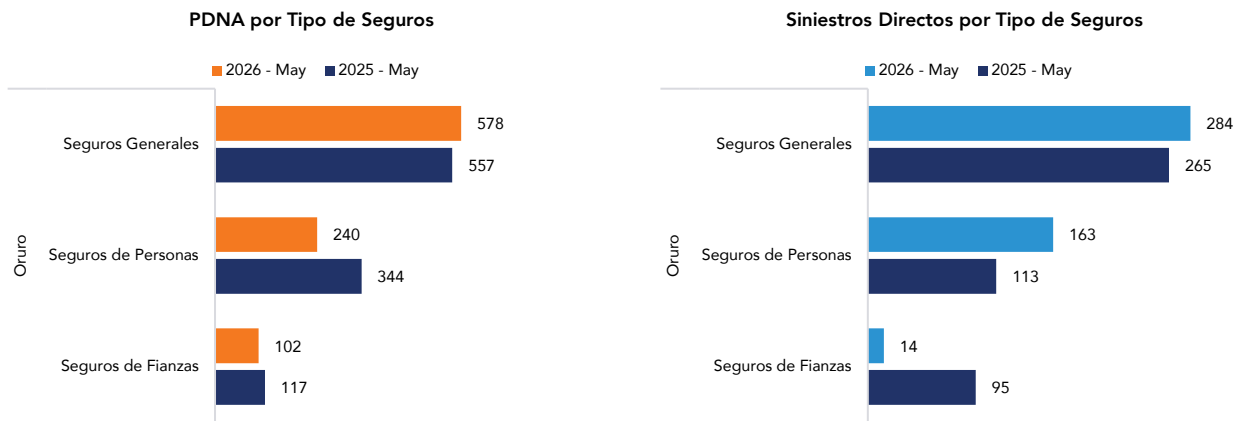 PDNA por Tipo de Seguros
2026 - May 2025 - May
Seguros Generales
578
557
Oruro
Seguros de Personas
240
344
Seguros de Fianzas
102
117
Siniestros Directos por Tipo de Seguros
2026 - May 2025 - May
Seguros Generales
284
265
Oruro
Seguros de Personas
163
113
Seguros de Fianzas
14
95